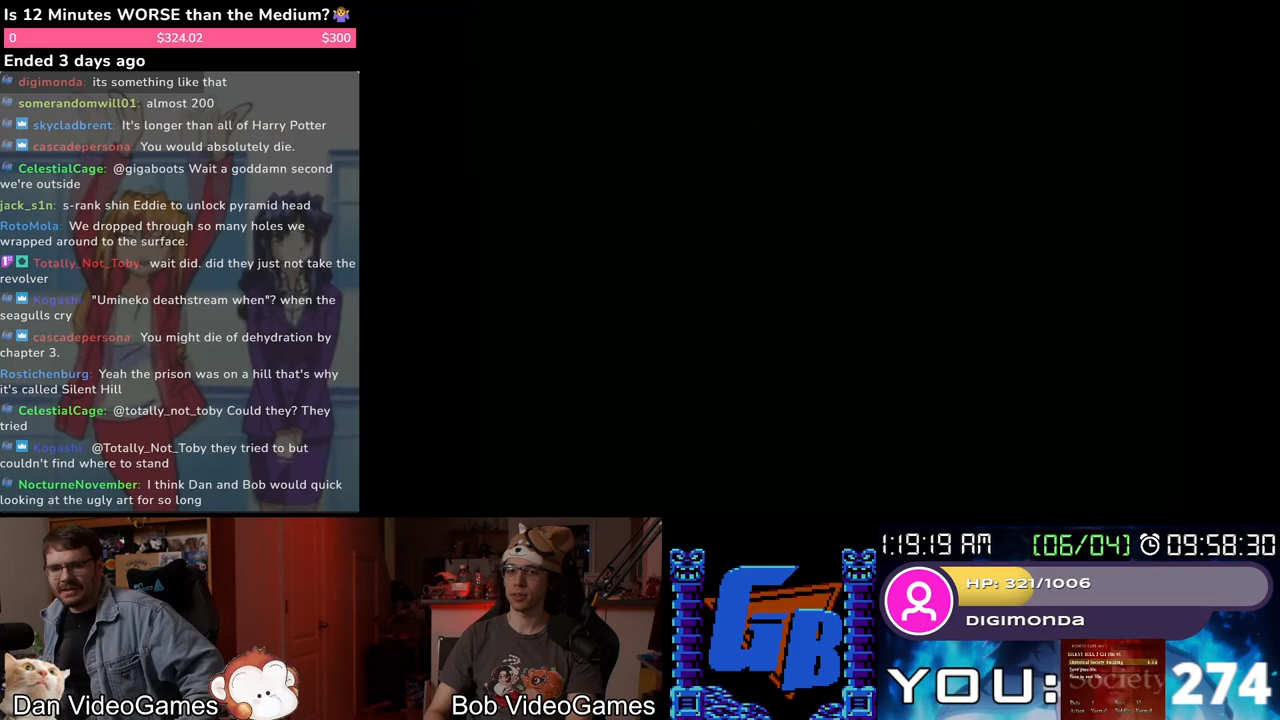 Is 12 Minutes WORSE than the Medium?🤷
0 $324.02 $300
Ended 3 days ago
digimonda: its something like that
somerandomwill01: almost 200
skycladbrent: It's longer than all of Harry Potter
cascadepersona: You would absolutely die.
CelestialCage: @gigaboots Wait a goddamn second
we're outside
jack_s1n: s-rank shin Eddie to unlock pyramid head
RotoMola: We dropped through so many holes we
wrapped around to the surface.
Totally_Not_Toby: wait did. did they just not take the
revolver
Kogashi: "Umineko deathstream when"? when the
seagulls cry
cascadepersona: You might die of dehydration by
chapter 3.
Rostichenburg: Yeah the prison was on a hill that's why
it's called Silent Hill
CelestialCage: @totally_not_toby Could they? They
tried
Kogashi: @Totally_Not_Toby they tried to but
couldn't find where to stand
NocturneNovember: I think Dan and Bob would quick
looking at the ugly art for so long
Dan VideoGames
Bob VideoGames
GB
1:19:19 AM [06/04] 09:58:30
HP: 321/1006
DIGIMONDA
YOU: 274
Society